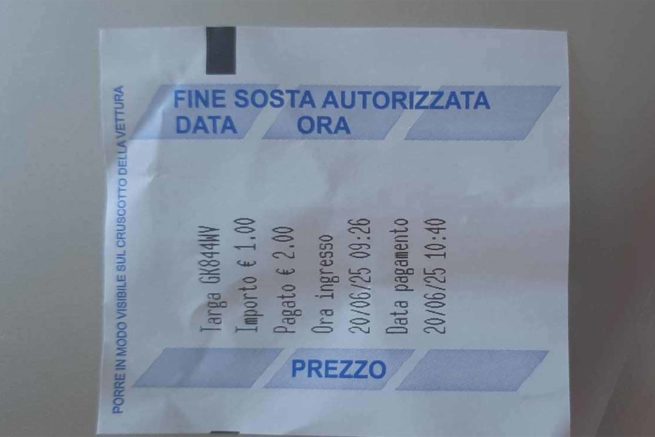 PORRE IN MODO VISIBILE SUL CRUSCOTTO DELLA VETTURA
FINE SOSTA AUTORIZZATA
DATA ORA
Targa GK844WV
Importo € 1.00
Pagato € 2.00
Ora ingresso
20/06/25 09:26
Data pagamento
20/06/25 10:40
PREZZO